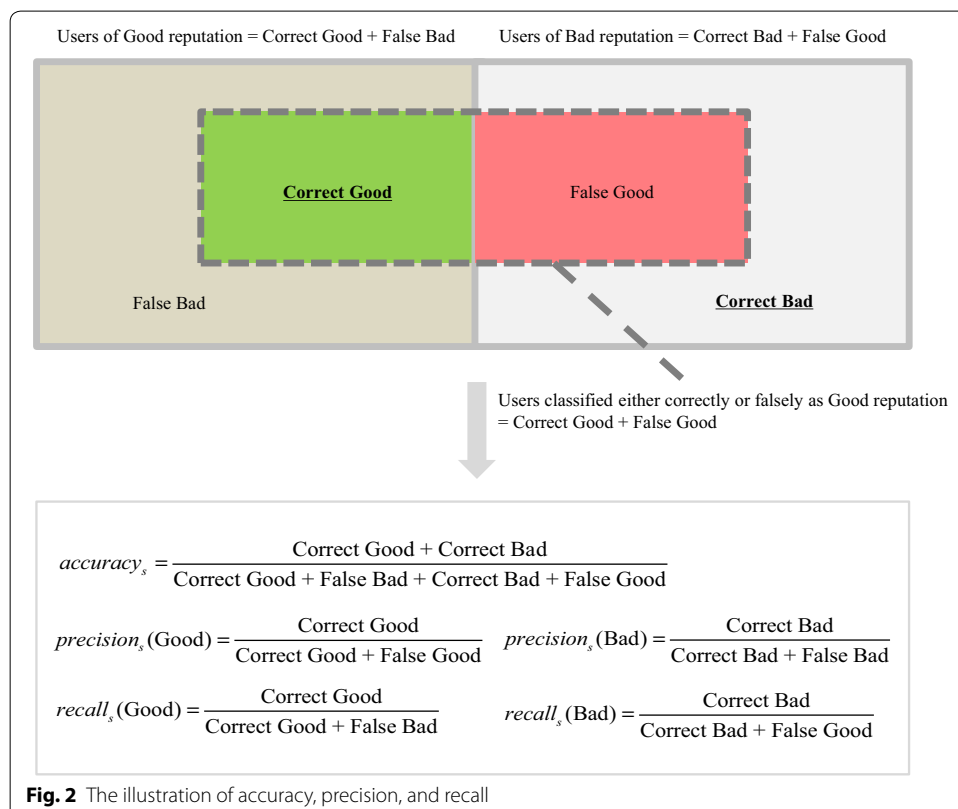 Users of Good reputation = Correct Good + False Bad
Users of Bad reputation = Correct Bad + False Good
Correct Good
False Good
False Bad
Correct Bad
Users classified either correctly or falsely as Good reputation
= Correct Good + False Good
accuracy_s = (Correct Good + Correct Bad) / (Correct Good + False Bad + Correct Bad + False Good)
precision_s(Good) = Correct Good / (Correct Good + False Good)
precision_s(Bad) = Correct Bad / (Correct Bad + False Bad)
recall_s(Good) = Correct Good / (Correct Good + False Bad)
recall_s(Bad) = Correct Bad / (Correct Bad + False Good)
Fig. 2 The illustration of accuracy, precision, and recall